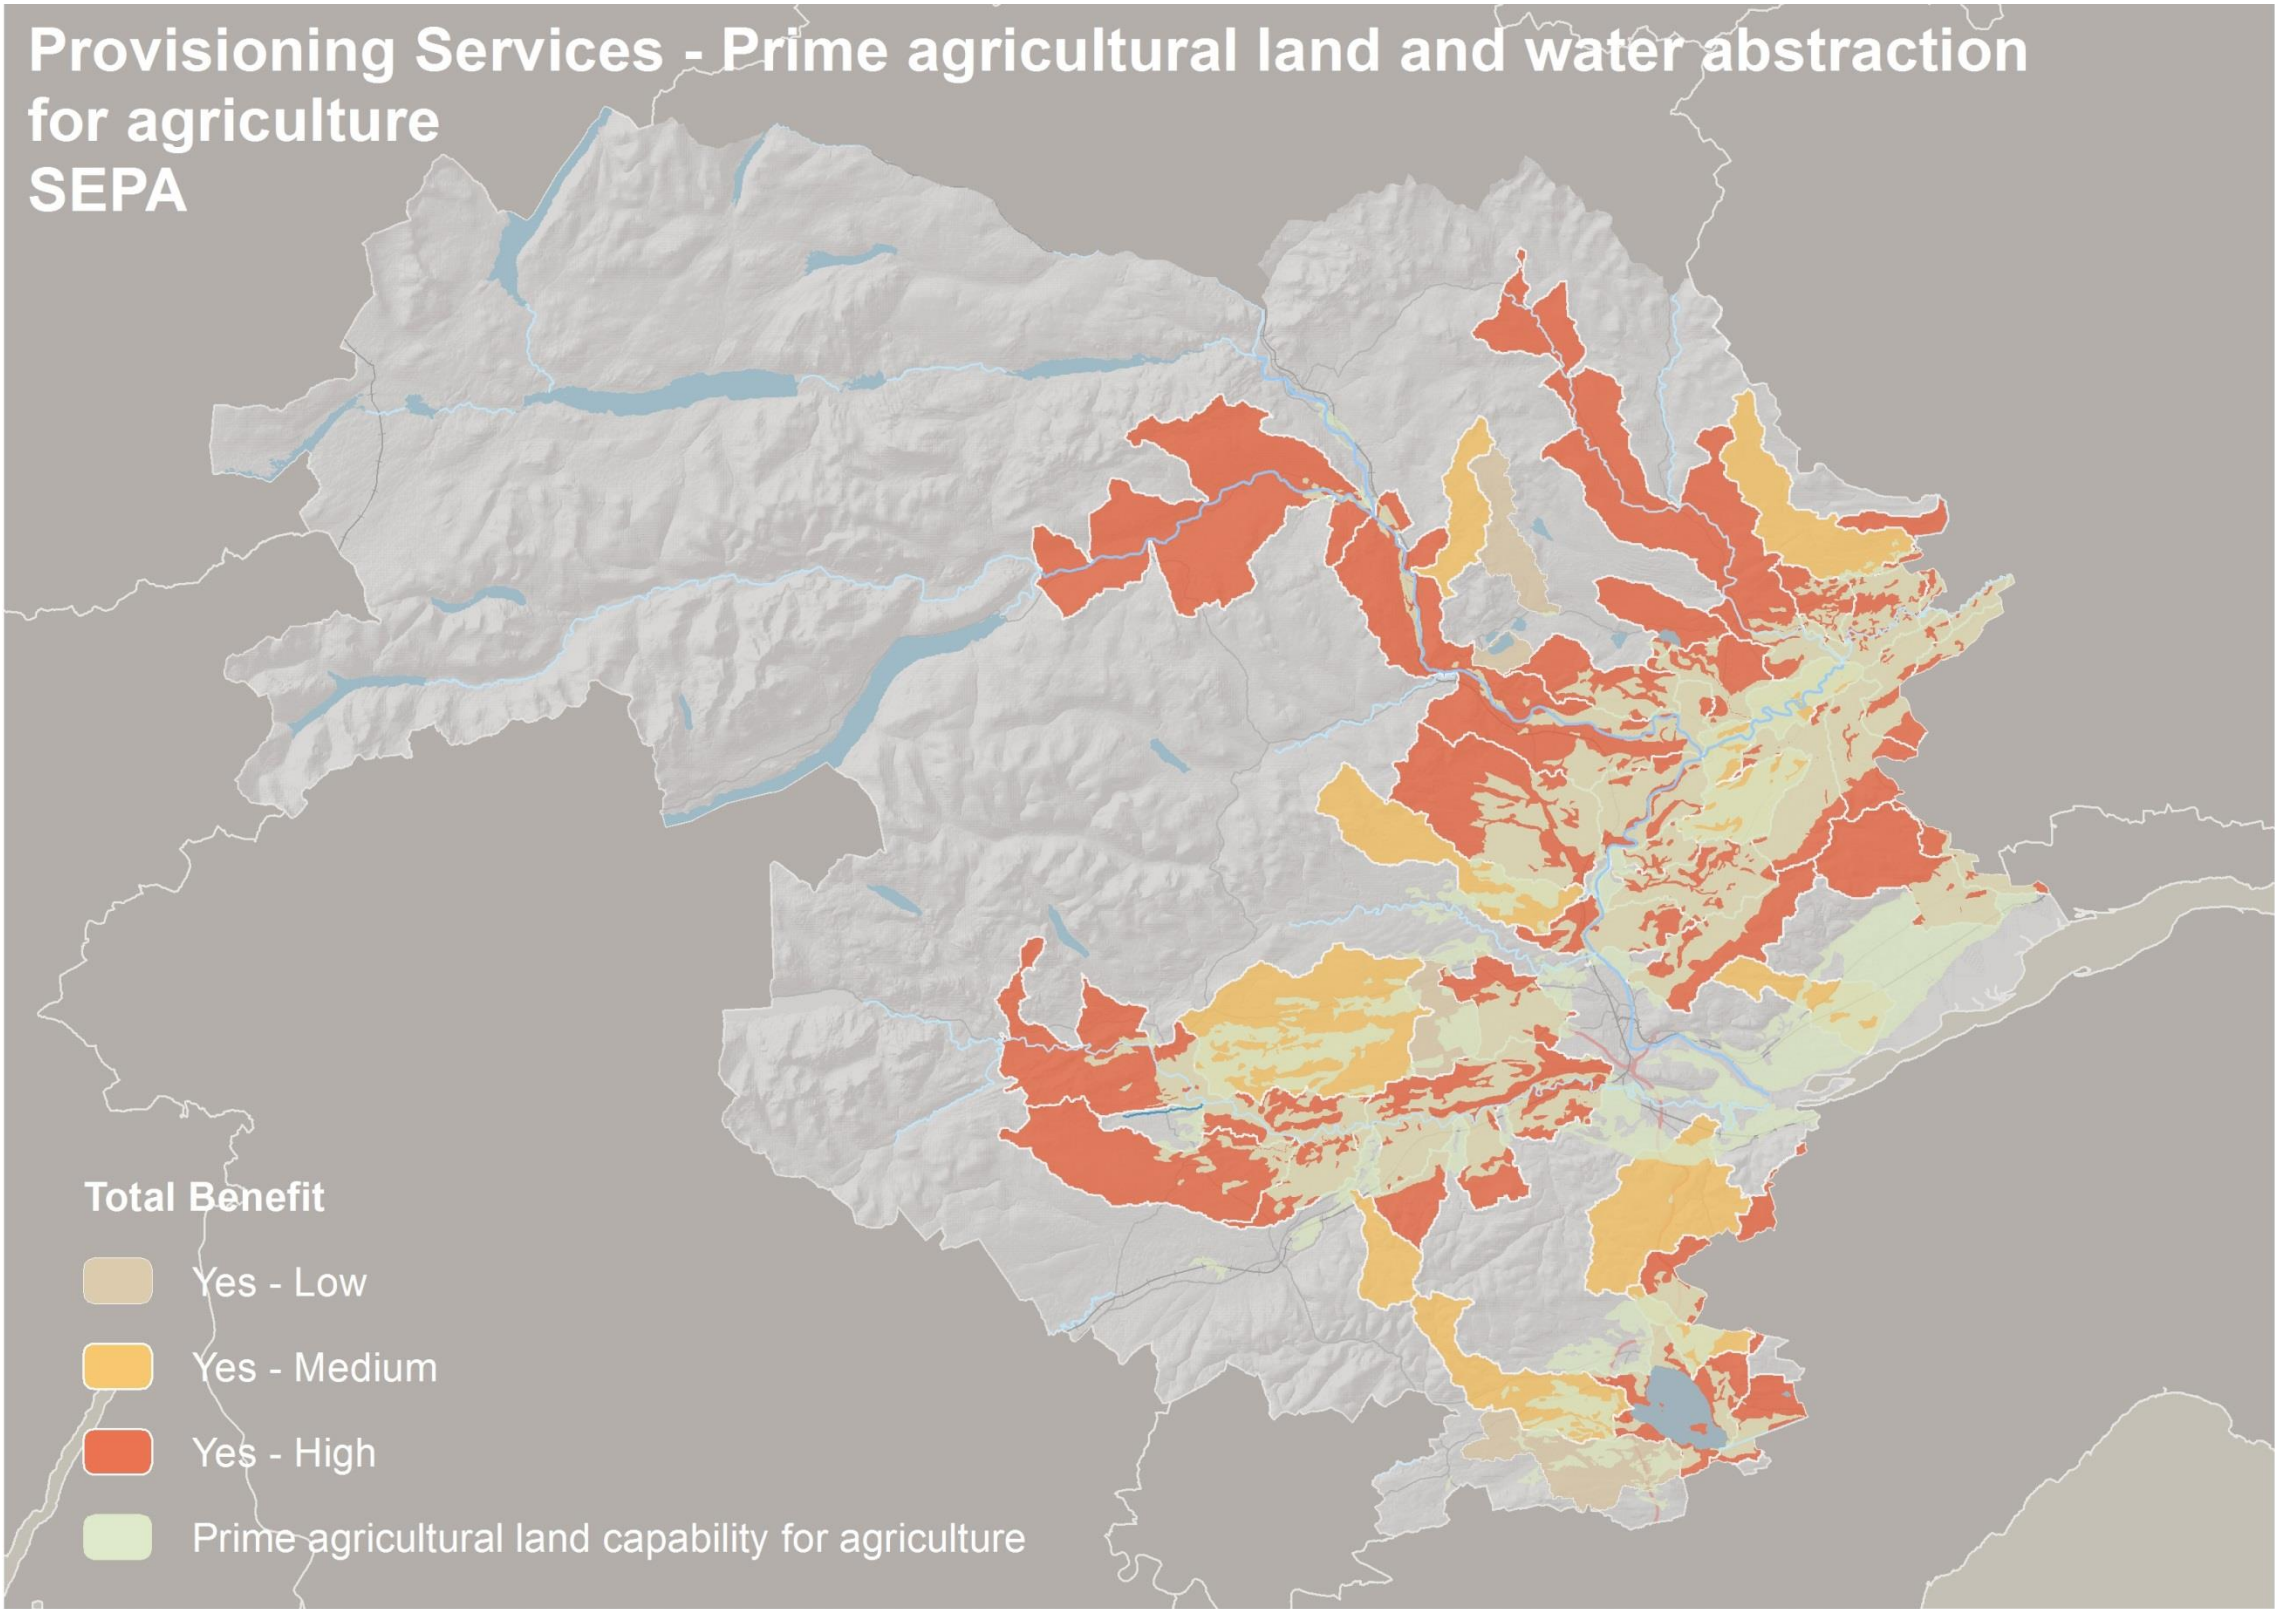 Provisioning Services - Prime agricultural land and water abstraction
for agriculture
SEPA
Total Benefit
Yes - Low
Yes - Medium
Yes - High
Prime agricultural land capability for agriculture